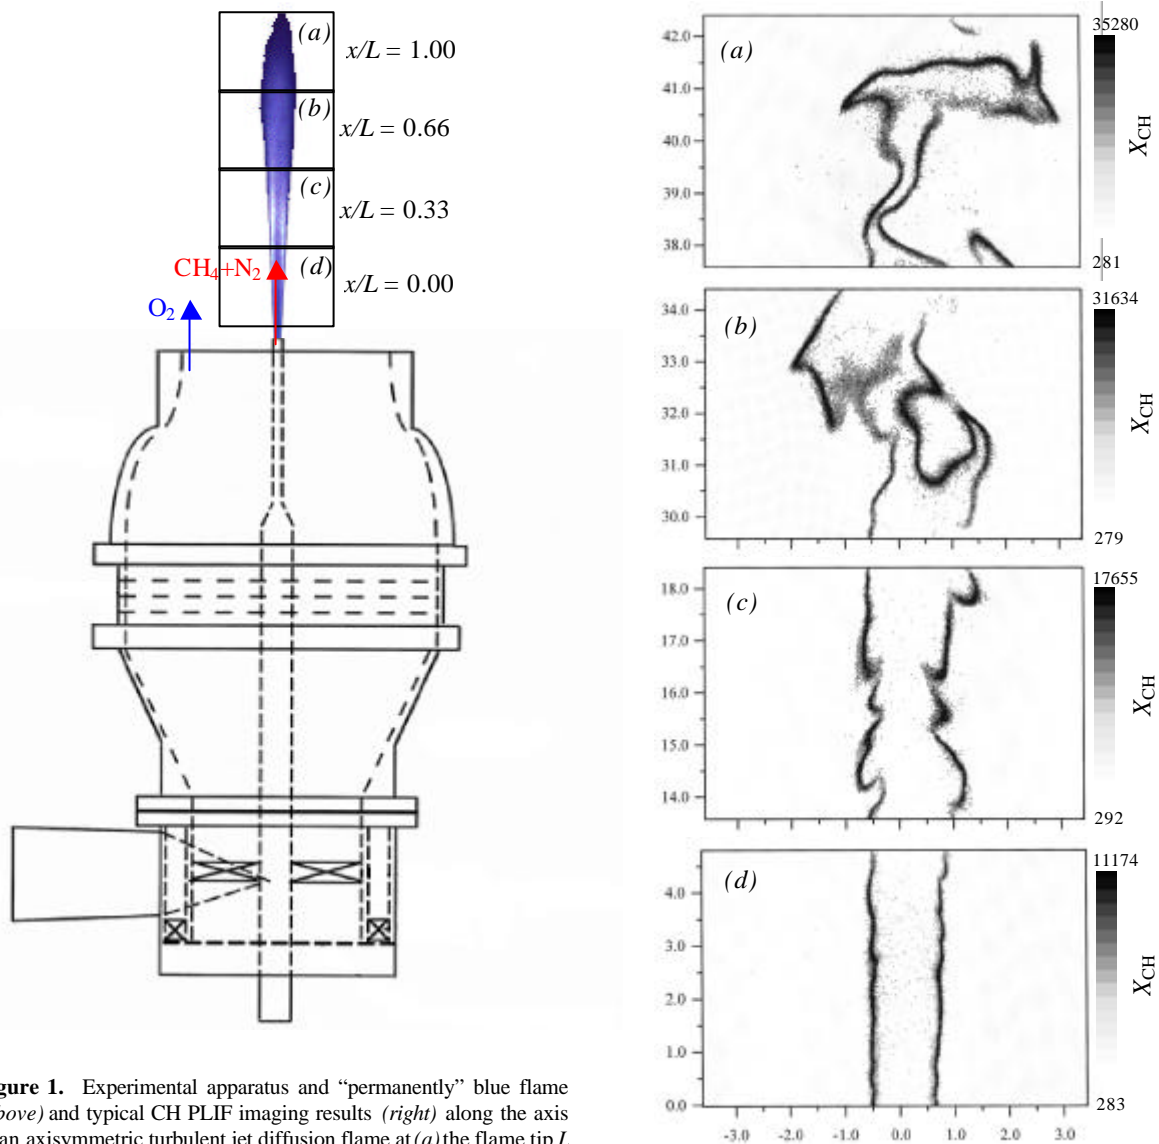 (a)
x/L = 1.00
(b)
x/L = 0.66
(c)
x/L = 0.33
CH₄+N₂
(d)
x/L = 0.00
O₂
(a)
42.0
41.0
40.0
39.0
38.0
35280
X_CH
281
(b)
34.0
33.0
32.0
31.0
30.0
31634
X_CH
279
(c)
18.0
17.0
16.0
15.0
14.0
17655
X_CH
292
(d)
4.0
3.0
2.0
1.0
0.0
11174
X_CH
283
-3.0 -2.0 -1.0 0.0 1.0 2.0 3.0
gure 1. Experimental apparatus and “permanently” blue flame
ove) and typical CH PLIF imaging results (right) along the axis
an axisymmetric turbulent jet diffusion flame at (a) the flame tip L